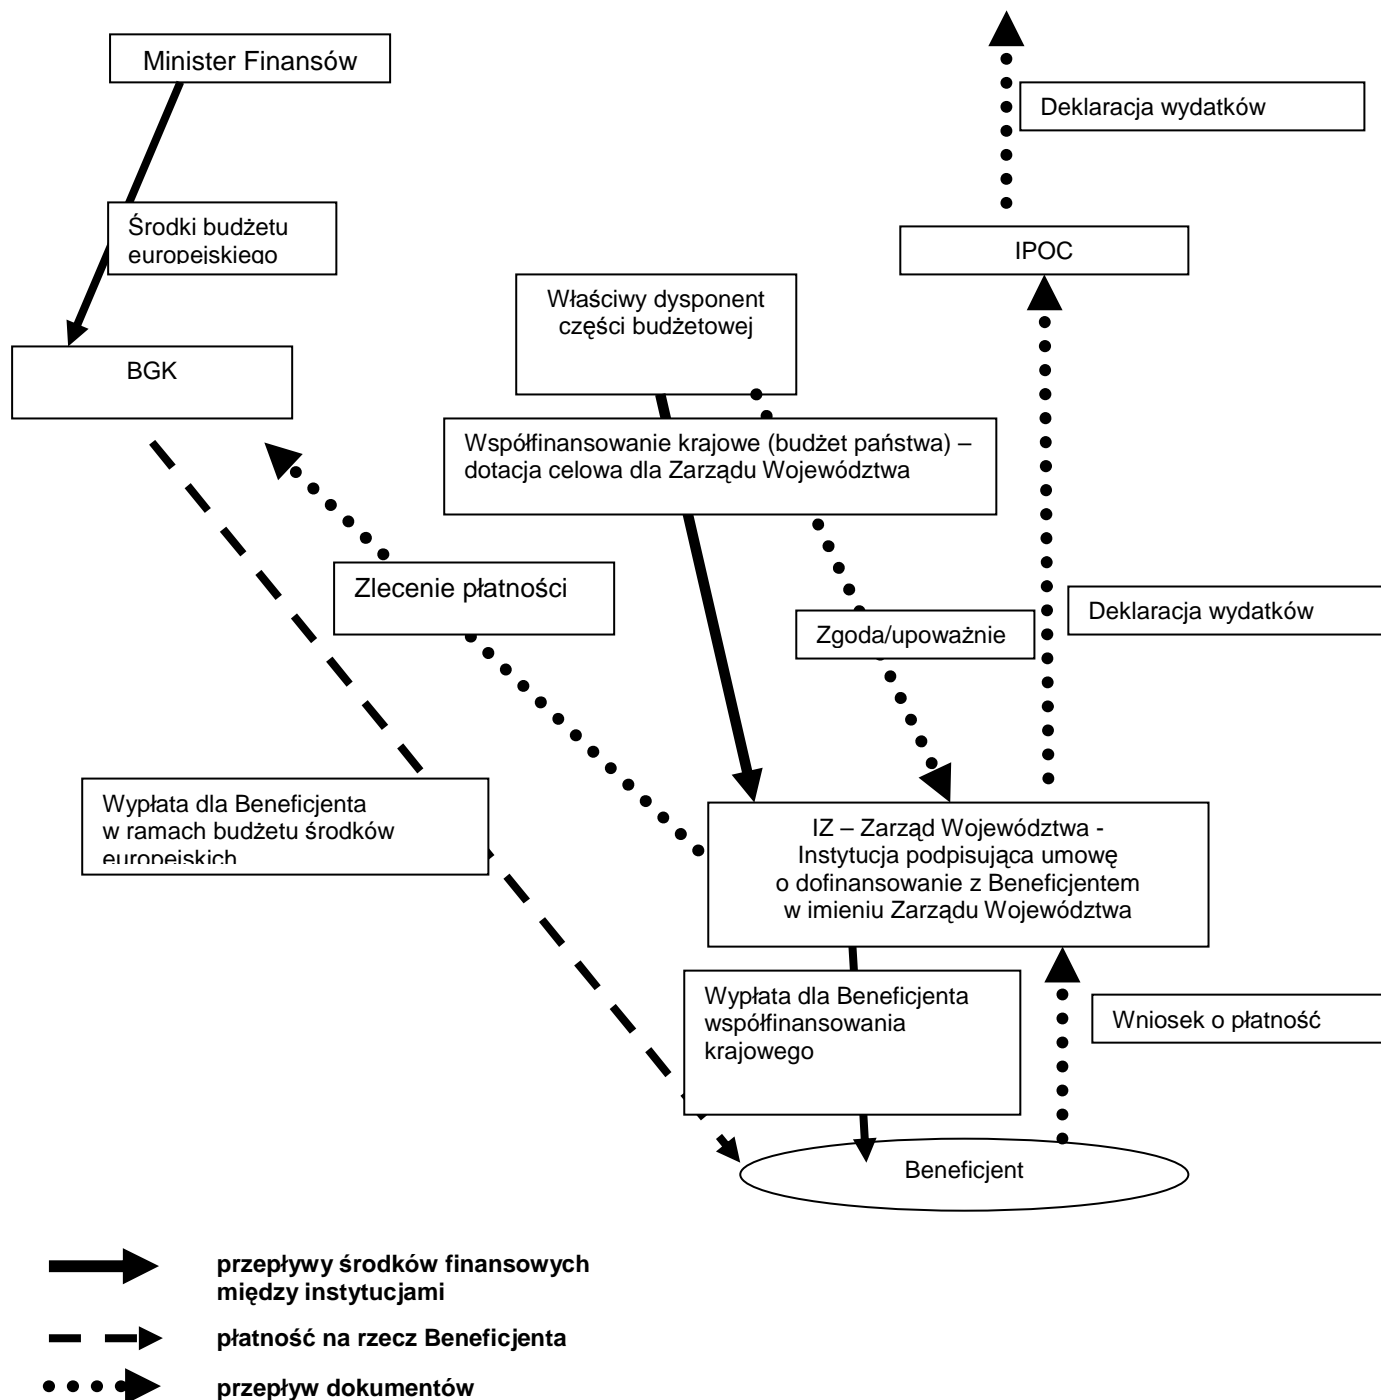 Minister Finansów
Deklaracja wydatków
Środki budżetu
europejskiego
IPOC
Właściwy dysponent
części budżetowej
BGK
Współfinansowanie krajowe (budżet państwa) –
dotacja celowa dla Zarządu Województwa
Zlecenie płatności
Zgoda/upoważnie
Deklaracja wydatków
Wypłata dla Beneficjenta
w ramach budżetu środków
europejskich
IZ – Zarząd Województwa -
Instytucja podpisująca umowę
o dofinansowanie z Beneficjentem
w imieniu Zarządu Województwa
Wypłata dla Beneficjenta
współfinansowania
krajowego
Wniosek o płatność
Beneficjent
przepływy środków finansowych
między instytucjami
płatność na rzecz Beneficjenta
przepływ dokumentów